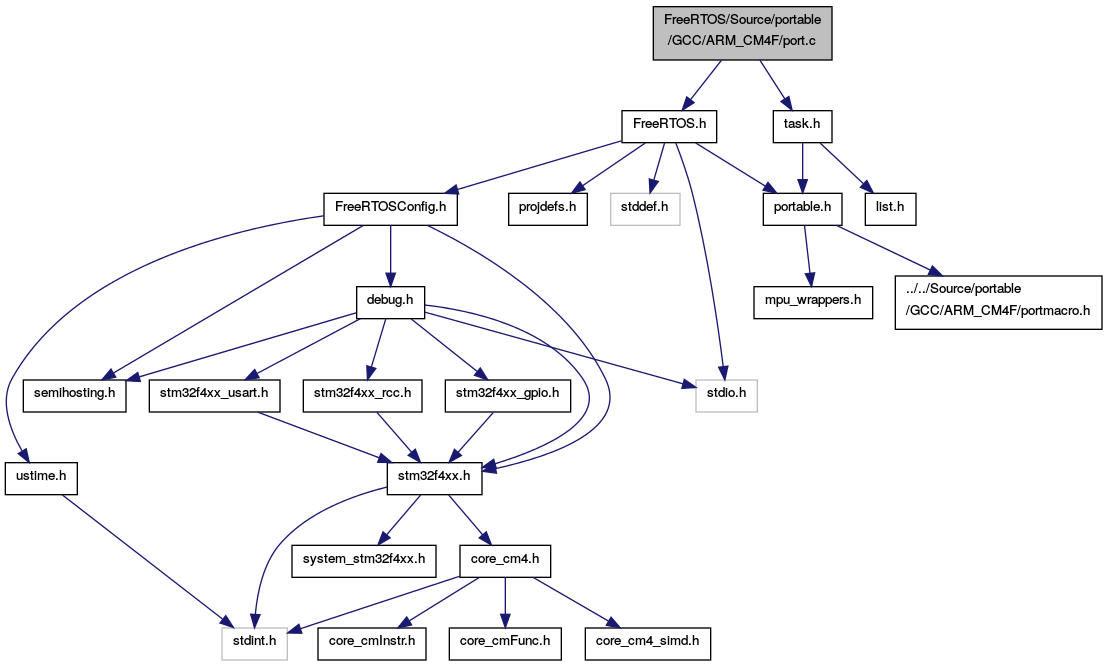 FreeRTOS/Source/portable
/GCC/ARM_CM4F/port.c
FreeRTOS.h
task.h
FreeRTOSConfig.h
projdefs.h
stddef.h
portable.h
list.h
debug.h
mpu_wrappers.h
../../Source/portable
/GCC/ARM_CM4F/portmacro.h
semihosting.h
stm32f4xx_usart.h
stm32f4xx_rcc.h
stm32f4xx_gpio.h
stdio.h
ustime.h
stm32f4xx.h
system_stm32f4xx.h
core_cm4.h
stdint.h
core_cmInstr.h
core_cmFunc.h
core_cm4_simd.h